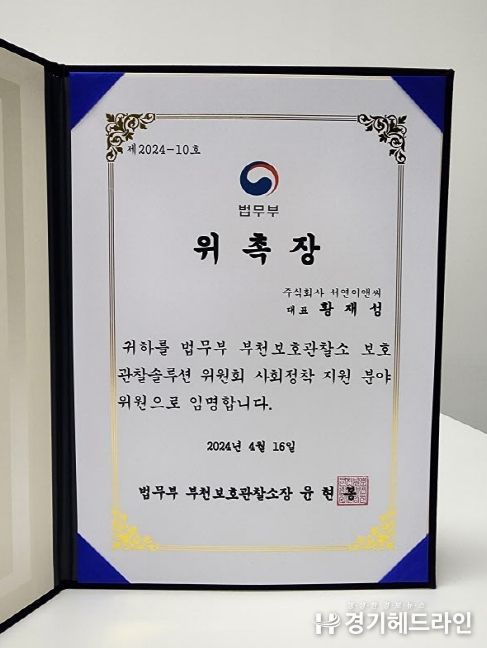 제2024-10호
법무부
위 촉 장
주식회사 서연이앤씨
대표 황 재 섭
귀하를 법무부 부천보호관찰소 보호
관찰솔루션 위원회 사회정착 지원 분야
위원으로 임명합니다.
2024년 4월 16일
법무부 부천보호관찰소장 윤 현 봉
경기헤드라인